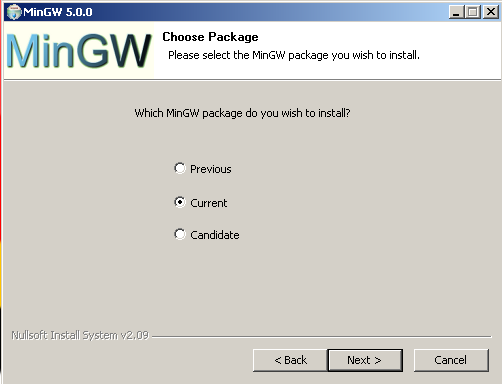 MinGW 5.0.0
MinGW
Choose Package
Please select the MinGW package you wish to install.
Which MinGW package do you wish to install?
Previous
Current
Candidate
Nullsoft Install System v2.09
< Back
Next >
Cancel